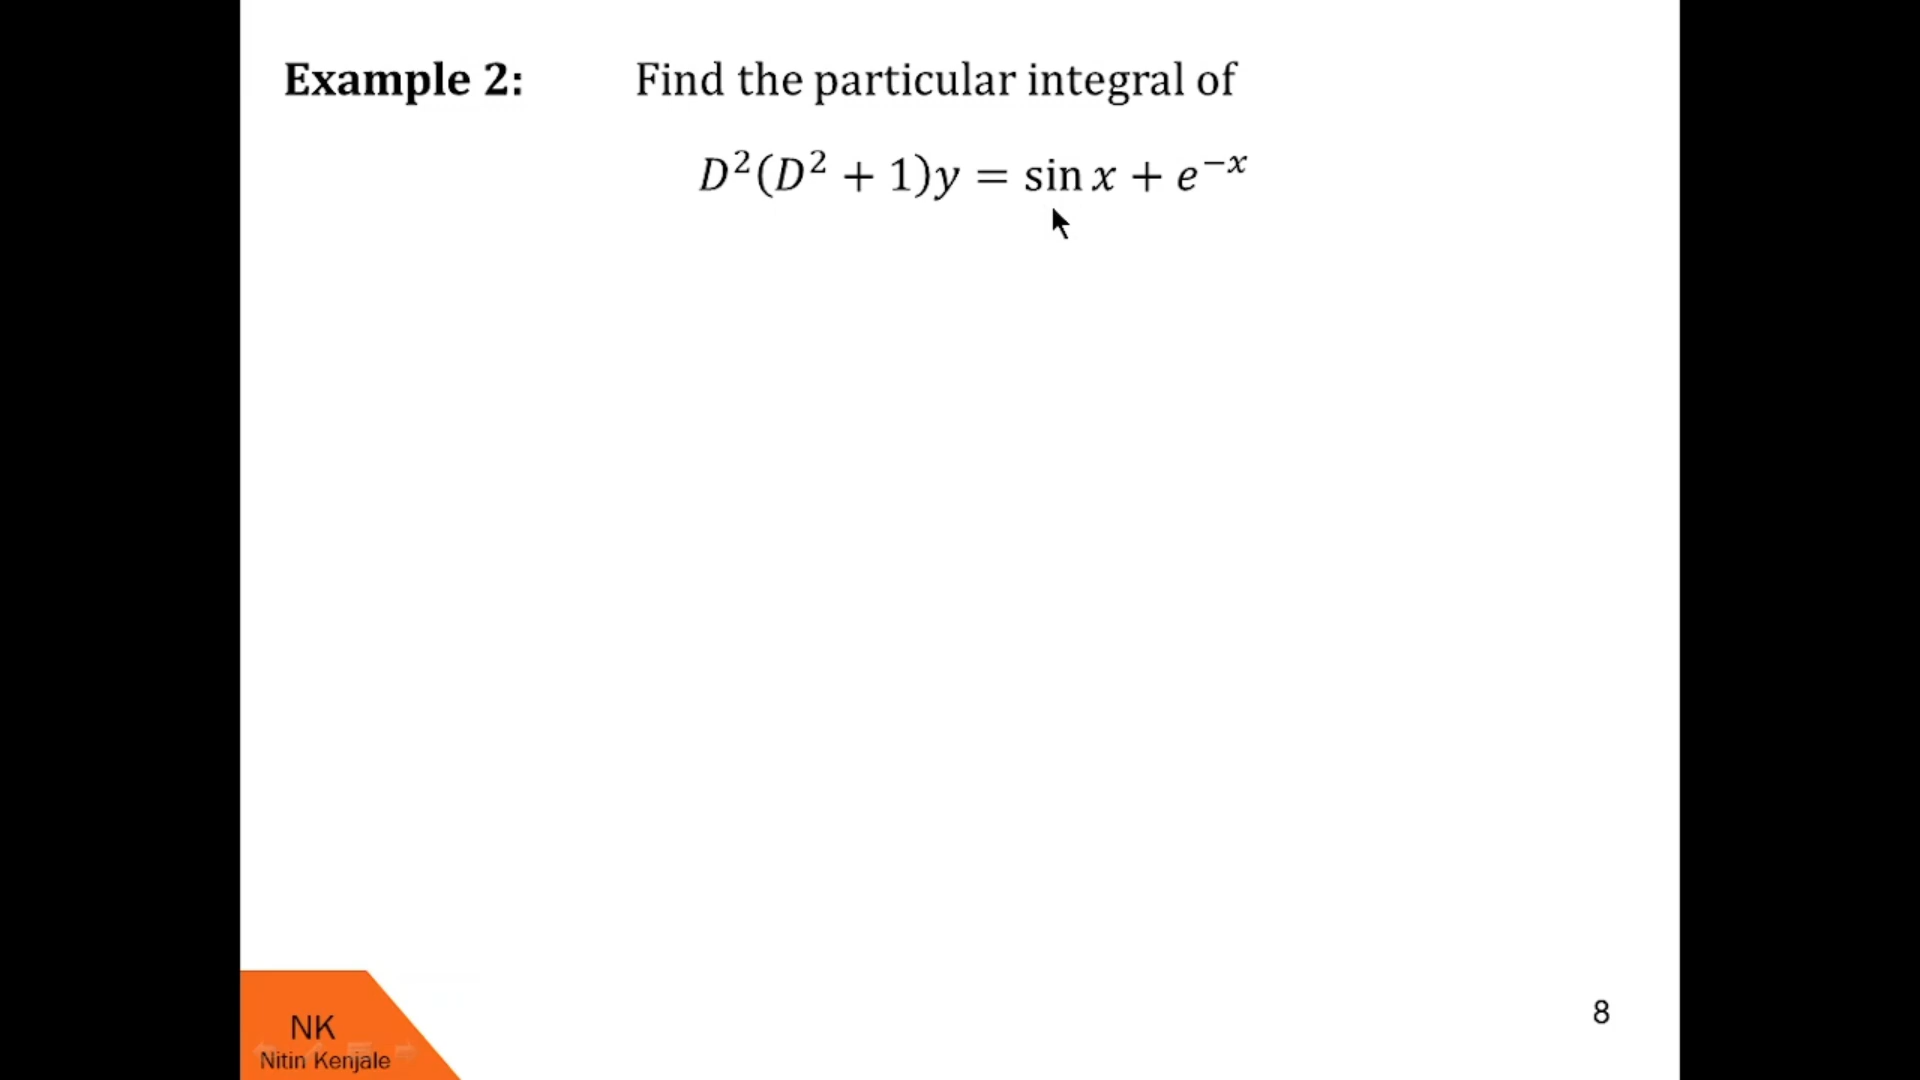 Example 2: Find the particular integral of
D²(D² + 1)y = sin x + e⁻ˣ
NK
Nitin Kenjale
8